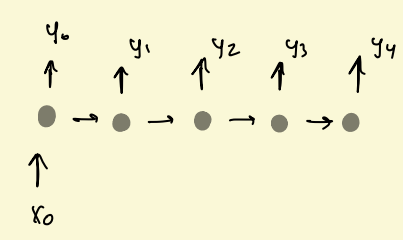 y₀ y₁ y₂ y₃ y₄
x₀